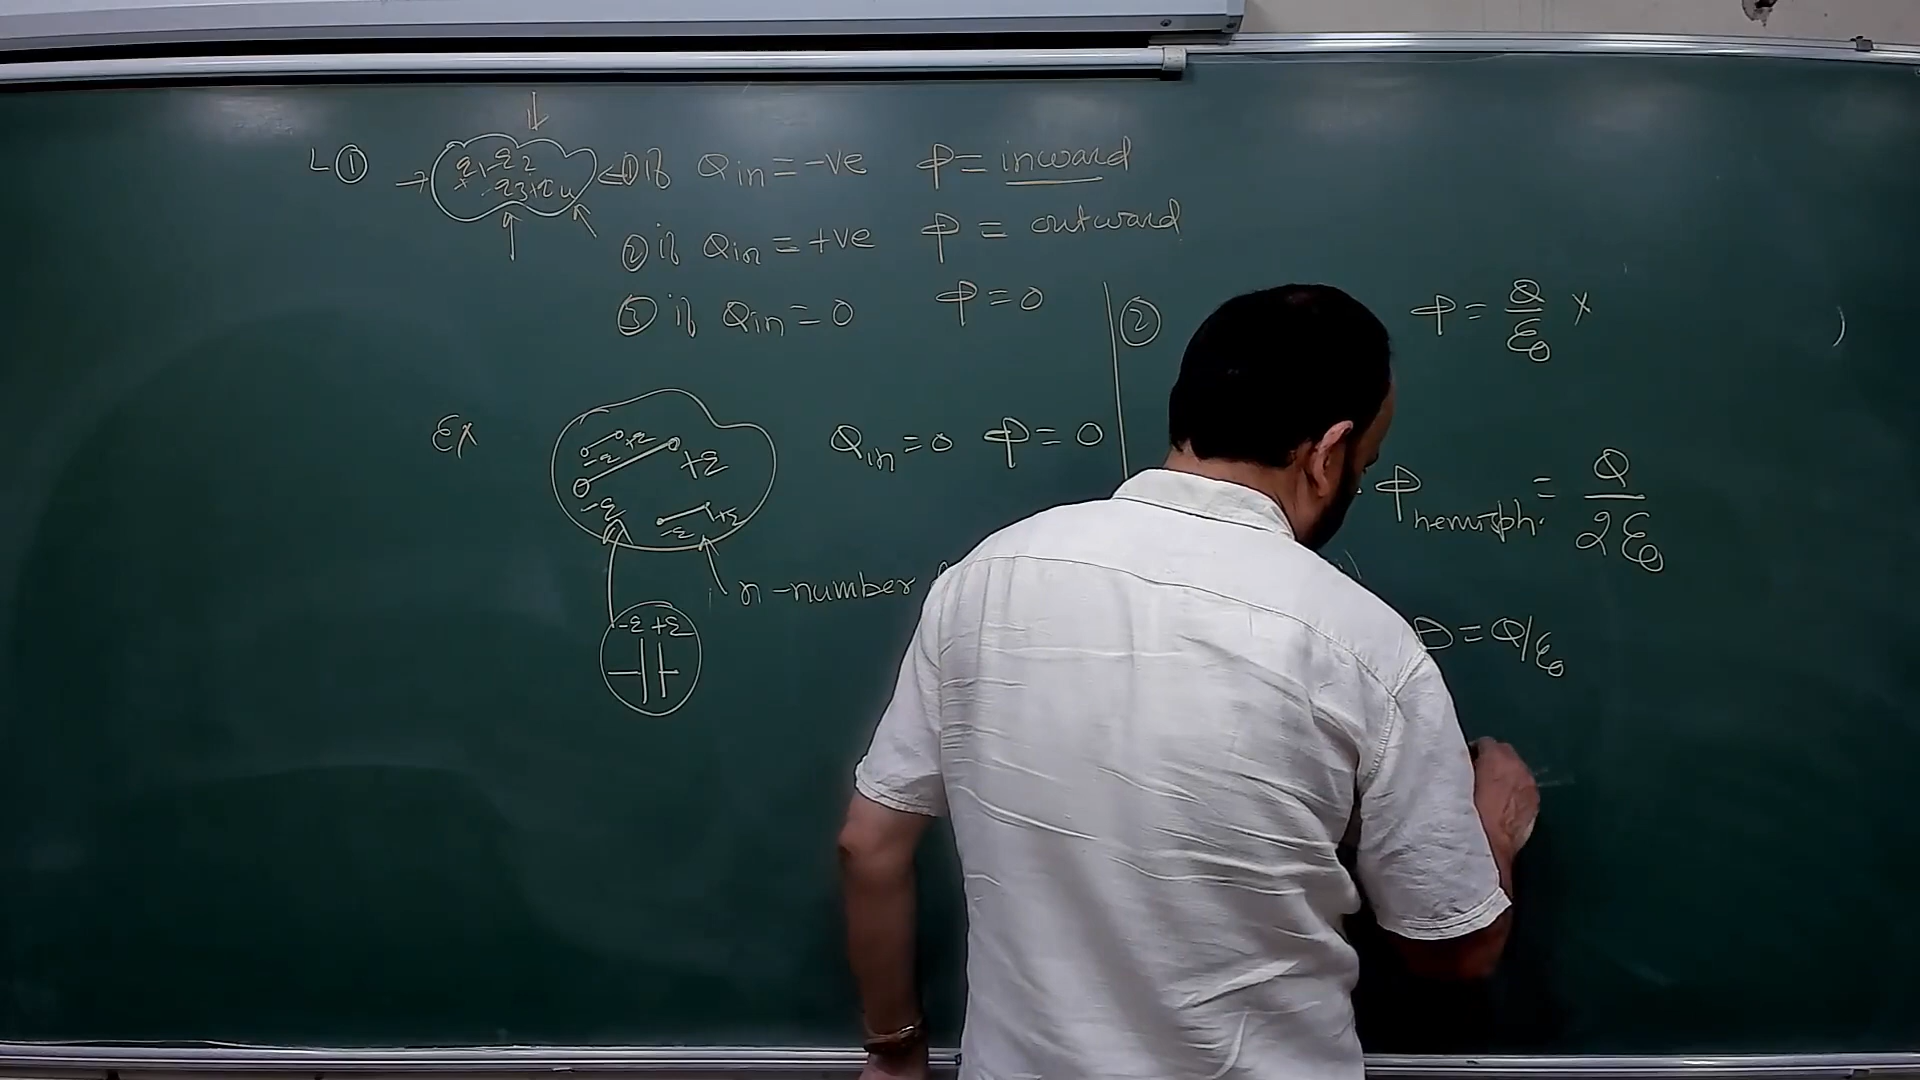 L ① q1 -q2
+ -q3 +q4
① if Qin = -ve φ = inward
② if Qin = +ve φ = outward
③ if Qin = 0 φ = 0
Ex -q +q
+q
-q
-q +q
Qin = 0 φ = 0
n-number
-q +q
②
φ = Q/ε0 x
φhemisph. = Q/2ε0
= Q/ε0